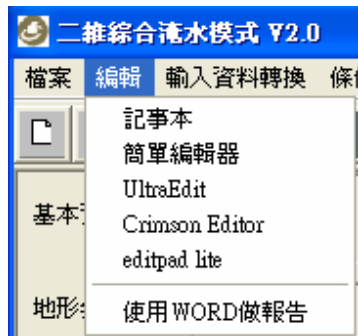 二維綜合淹水模式 V2.0
檔案 編輯 輸入資料轉換
記事本
簡單編輯器
UltraEdit
基本
Crimson Editor
editpad lite
地形
使用WORD做報告